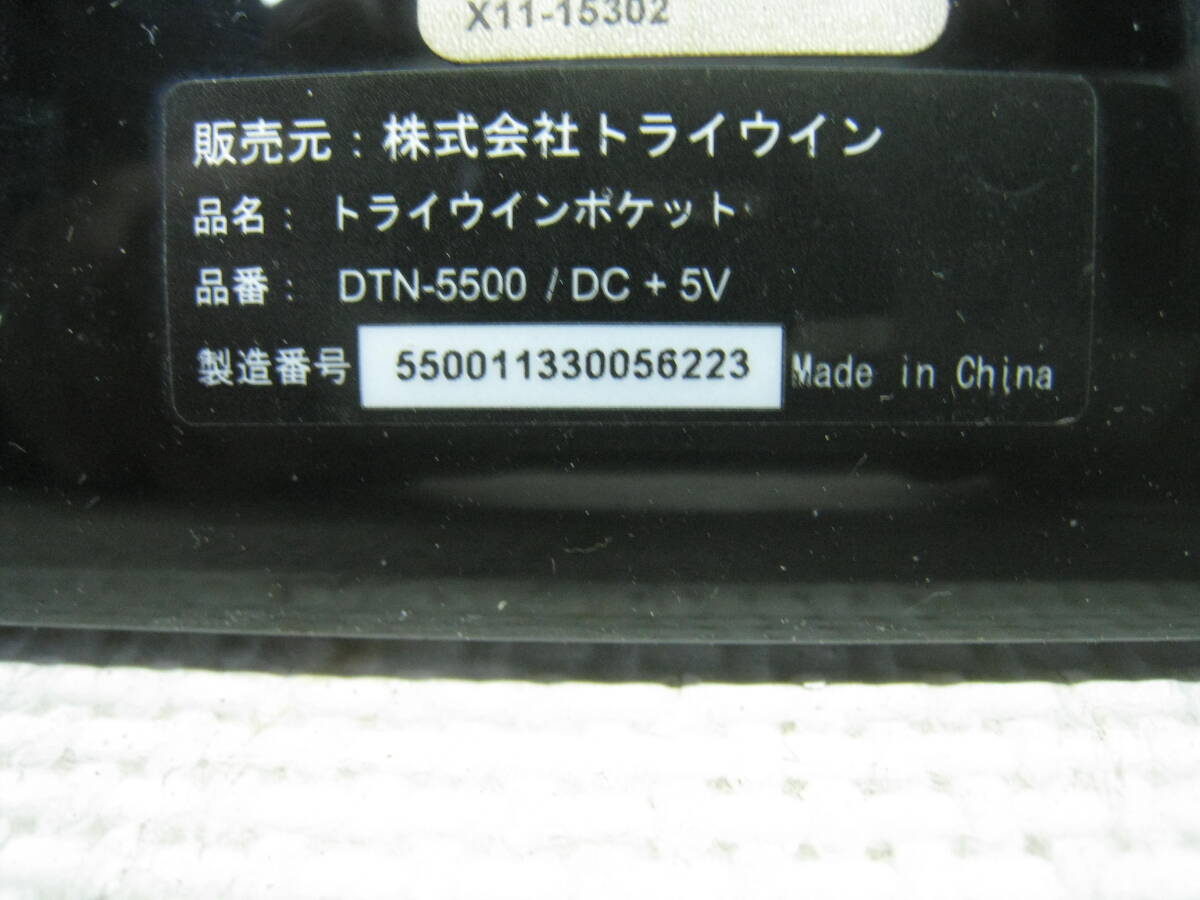 X11-15302
販売元：株式会社トライウイン
品名： トライウインポケット
品番： DTN-5500 / DC + 5V
製造番号 550011330056223 Made in China